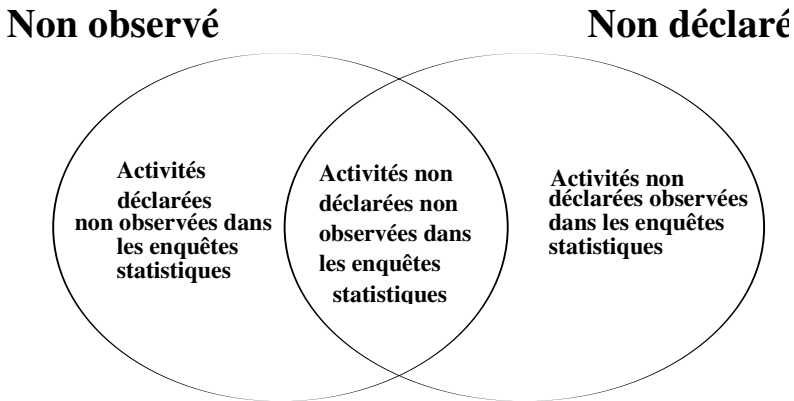 Non observé
Non déclaré
Activités
déclarées
non observées dans
les enquêtes
statistiques
Activités non
déclarées non
observées dans
les enquêtes
statistiques
Activités non
déclarées observées
dans les enquêtes
statistiques